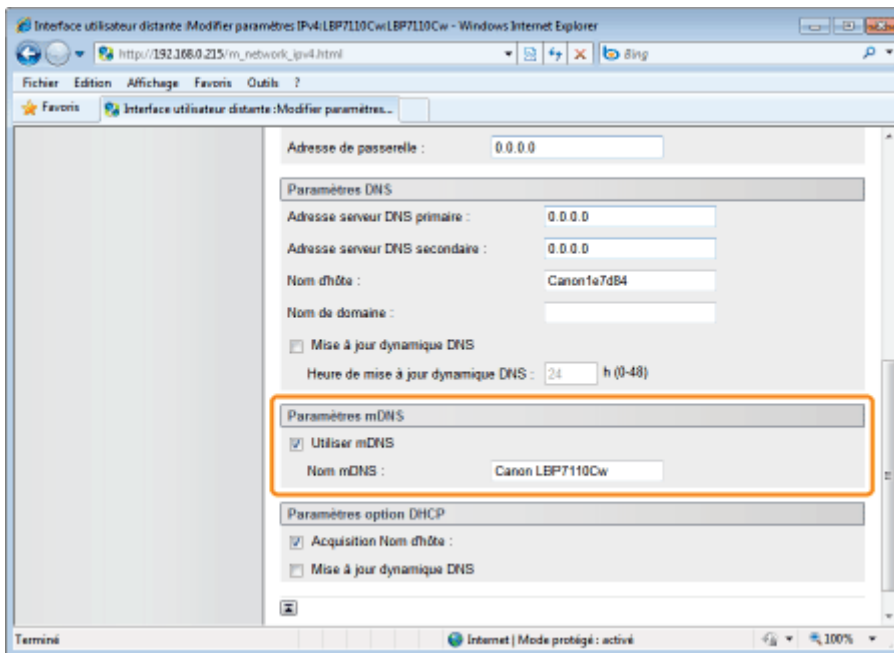 Interface utilisateur distante :Modifier paramètres IPv4:LBP7110Cw:LBP7110Cw - Windows Internet Explorer
http://192.168.0.215/m_network_ipv4.html
Bing
Fichier Edition Affichage Favoris Outils ?
Favoris Interface utilisateur distante :Modifier paramètres...
Adresse de passerelle : 0.0.0.0
Paramètres DNS
Adresse serveur DNS primaire : 0.0.0.0
Adresse serveur DNS secondaire : 0.0.0.0
Nom d'hôte : Canon1e7d84
Nom de domaine :
Mise à jour dynamique DNS
Heure de mise à jour dynamique DNS : 24 h (0-48)
Paramètres mDNS
Utiliser mDNS
Nom mDNS : Canon LBP7110Cw
Paramètres option DHCP
Acquisition Nom d'hôte :
Mise à jour dynamique DNS
Terminé Internet | Mode protégé : activé 100%